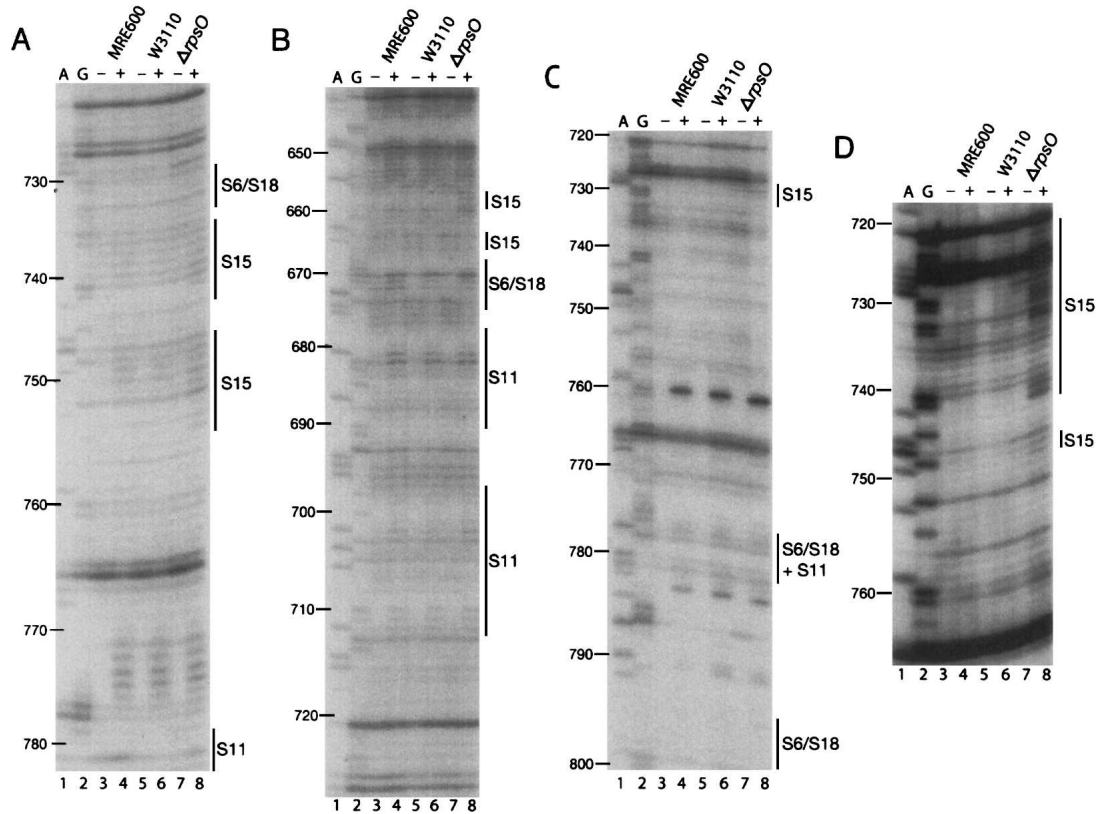 A
MRE600
W3110
ΔrpsO
A G – + – + – +
730
740
750
760
770
780
S6/S18
S15
S15
S11
1 2 3 4 5 6 7 8
B
MRE600
W3110
ΔrpsO
A G – + – + – +
650
660
670
680
690
700
710
720
S15
S15
S6/S18
S11
S11
1 2 3 4 5 6 7 8
C
MRE600
W3110
ΔrpsO
A G – + – + – +
720
730
740
750
760
770
780
790
800
S15
S6/S18
+ S11
S6/S18
1 2 3 4 5 6 7 8
D
MRE600
W3110
ΔrpsO
A G – + – + – +
720
730
740
750
760
S15
S15
1 2 3 4 5 6 7 8